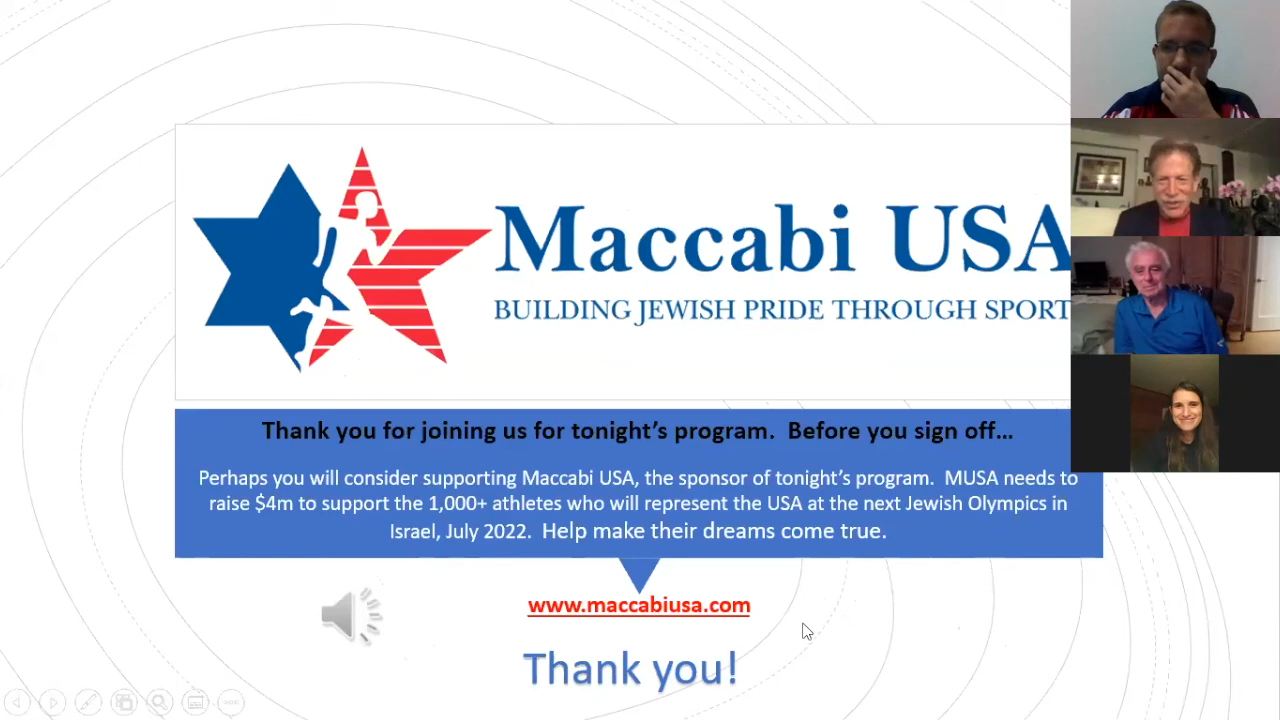 Maccabi USA
BUILDING JEWISH PRIDE THROUGH SPORT
Thank you for joining us for tonight's program.  Before you sign off...
Perhaps you will consider supporting Maccabi USA, the sponsor of tonight's program.  MUSA needs to
raise $4m to support the 1,000+ athletes who will represent the USA at the next Jewish Olympics in
Israel, July 2022.  Help make their dreams come true.
www.maccabiusa.com
Thank you!